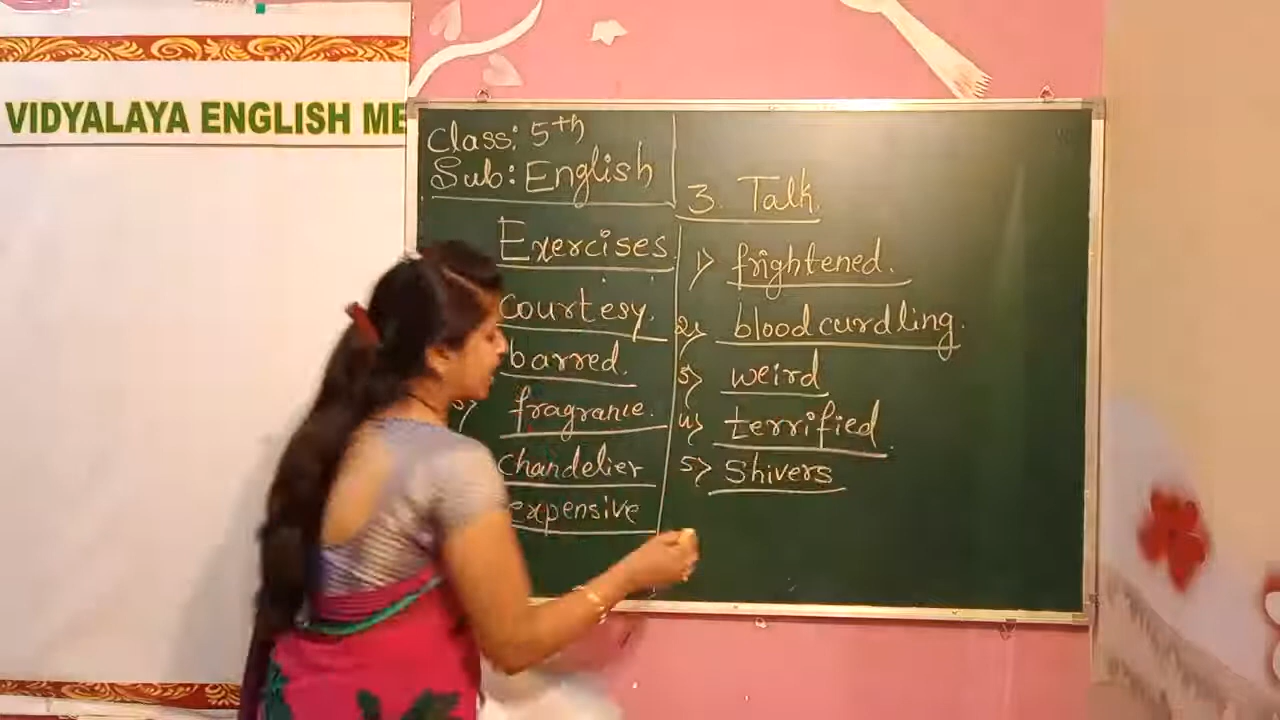 VIDYALAYA ENGLISH ME
Class: 5th
Sub: English
Exercises
courtesy.
barred.
fragrance.
chandelier
expensive
3. Talk.
1) frightened.
2) bloodcurdling.
3) weird
4) terrified.
5) Shivers